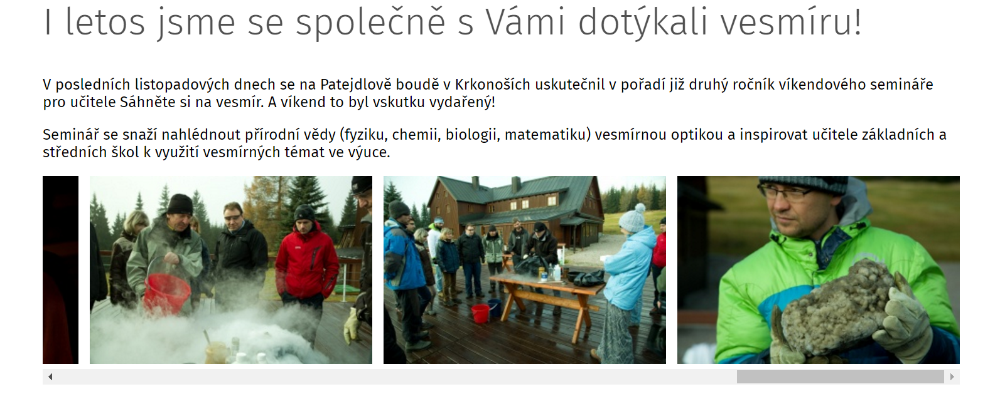 I letos jsme se společně s Vámi dotýkali vesmíru!
V posledních listopadových dnech se na Patejdlově boudě v Krkonoších uskutečnil v pořadí již druhý ročník víkendového semináře
pro učitele Sáhněte si na vesmír. A víkend to byl vskutku vydařený!
Seminář se snaží nahlédnout přírodní vědy (fyziku, chemii, biologii, matematiku) vesmírnou optikou a inspirovat učitele základních a
středních škol k využití vesmírných témat ve výuce.